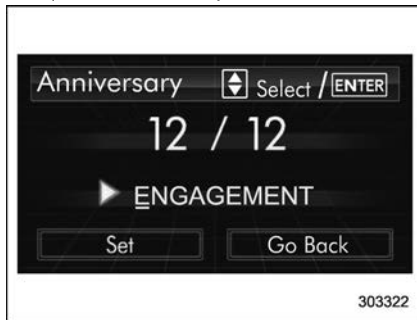 Anniversary Select / ENTER
12 / 12
ENGAGEMENT
Set Go Back
303322